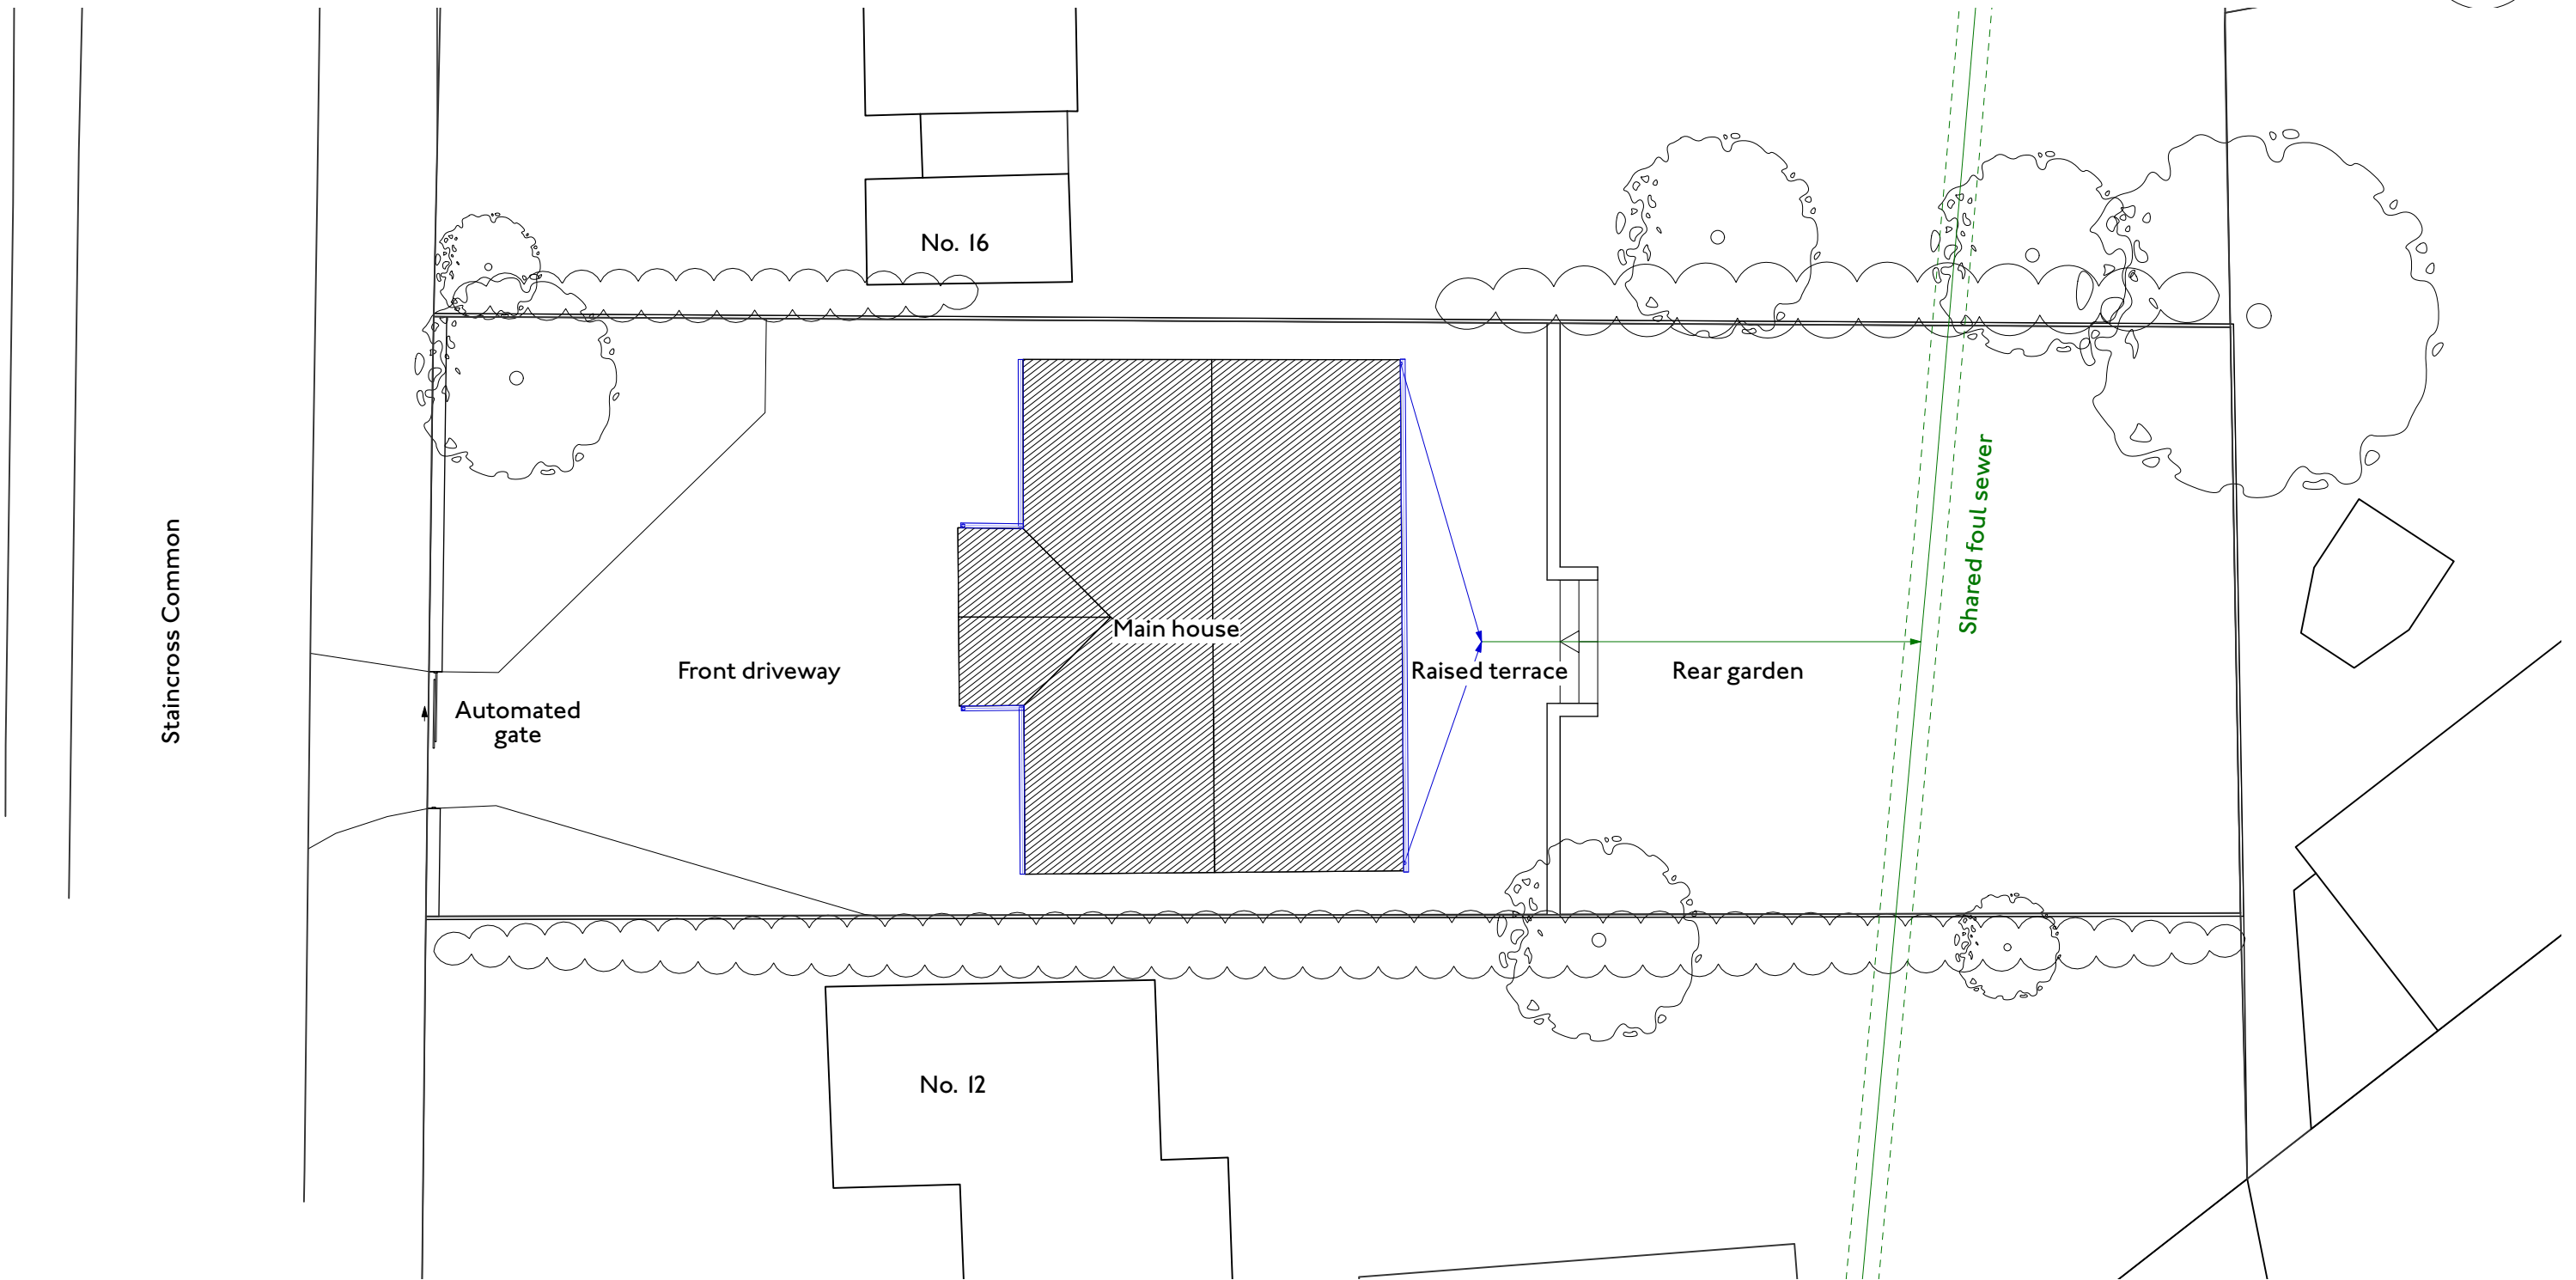 No. 16
Staincross Common
Shared foul sewer
Main house
Front driveway
Raised terrace
Rear garden
Automated
gate
No. 12